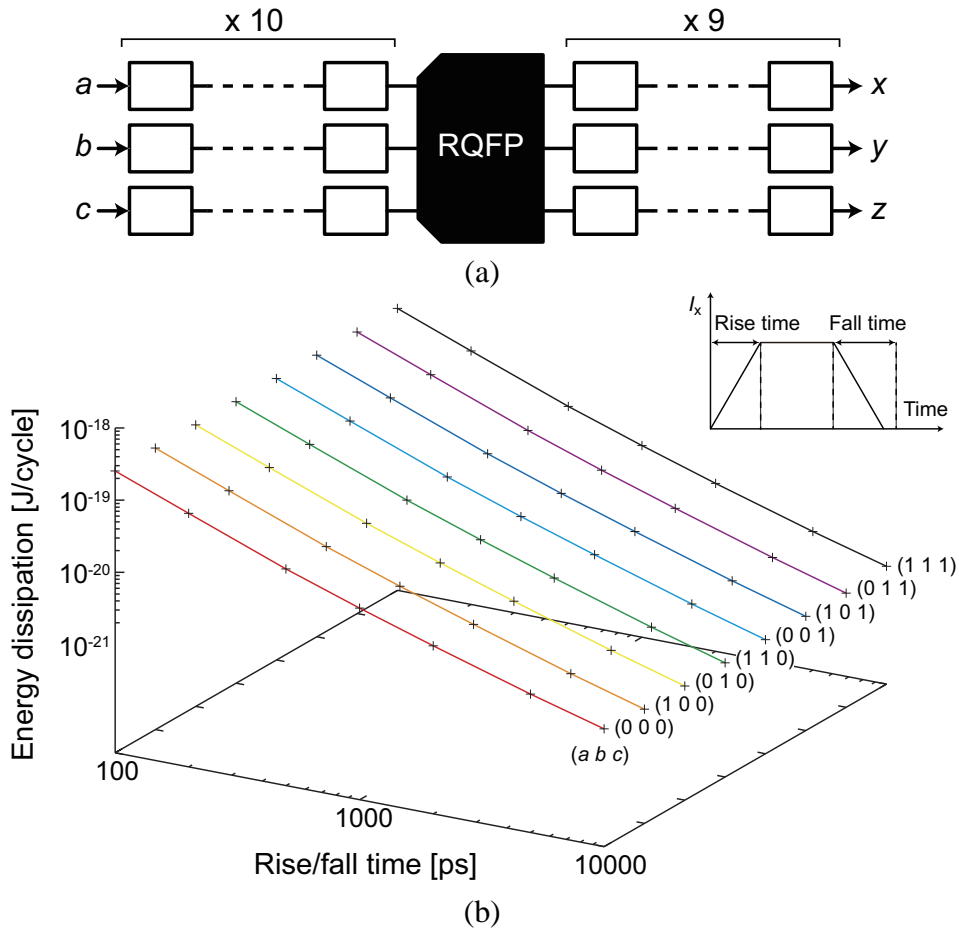 x 10
x 9
a
x
b
RQFP
y
c
z
(a)
Iₓ
Rise time
Fall time
Time
Energy dissipation [J/cycle]
10⁻¹⁸
10⁻¹⁹
10⁻²⁰
10⁻²¹
(1 1 1)
(0 1 1)
(1 0 1)
(0 0 1)
(1 1 0)
(0 1 0)
(1 0 0)
(0 0 0)
(a b c)
100
1000
10000
Rise/fall time [ps]
(b)